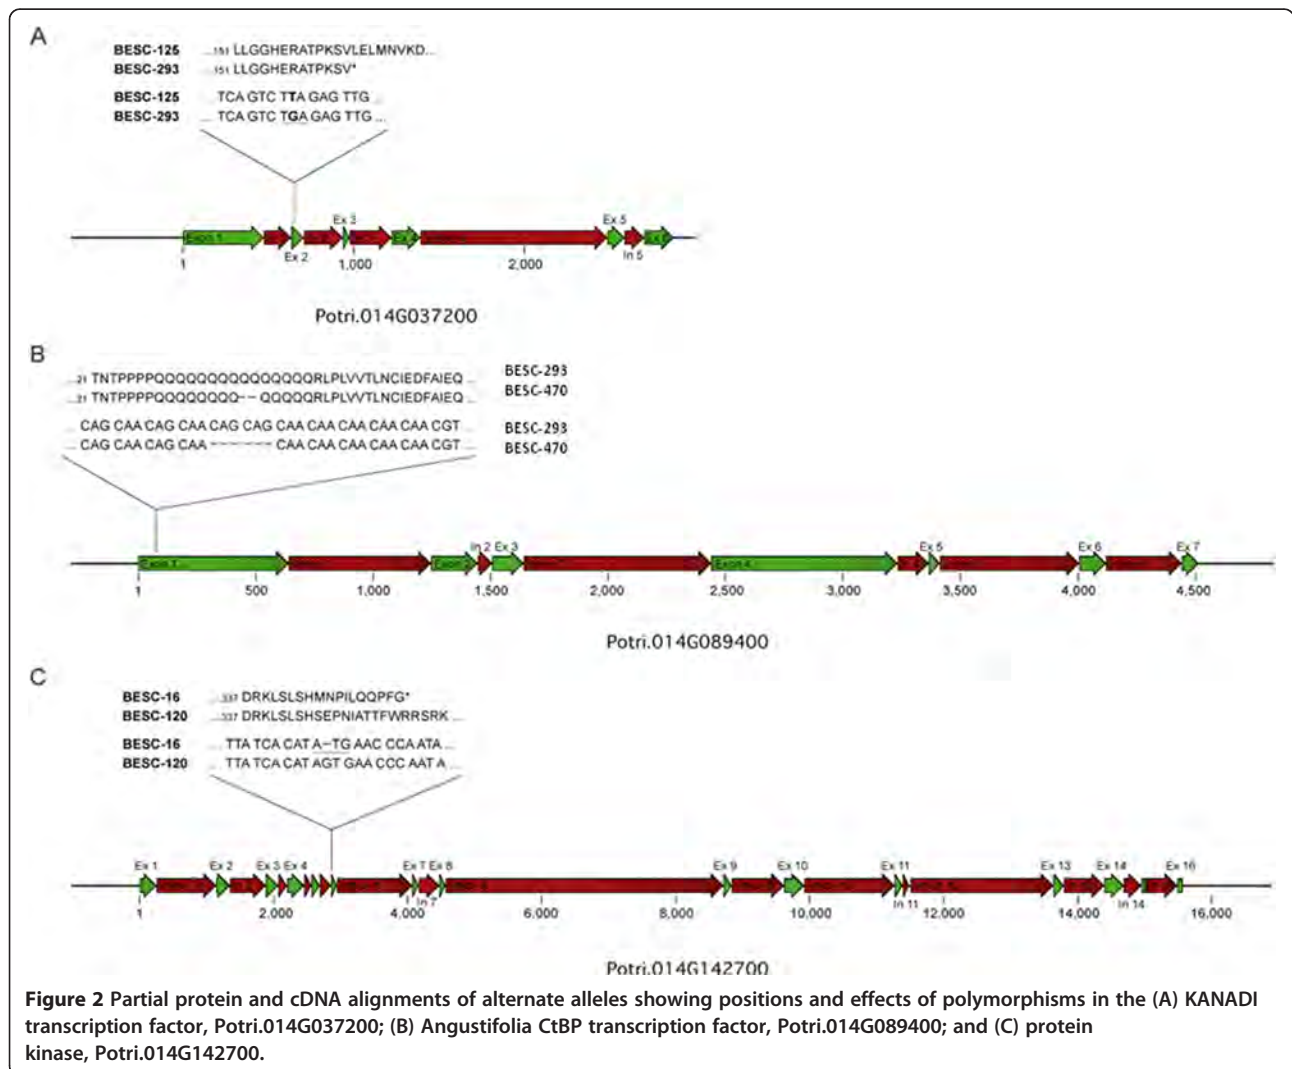 A
BESC-125 ...151 LLGGHERATPKSVLELMNVKD...
BESC-293 ...151 LLGGHERATPKSV*
BESC-125 ... TCA GTC TTA GAG TTG ...
BESC-293 ... TCA GTC TGA GAG TTG ...
Ex 3
Ex 5
Exon 1
Ex 4
Ex 2
In 5
1
1,000
2,000
Potri.014G037200
B
...21 TNTPPPPQQQQQQQQQQQQQQQRLPLVVTLNCIEDFAIEQ ... BESC-293
...21 TNTPPPPQQQQQQQQ--QQQQQRLPLVVTLNCIEDFAIEQ ... BESC-470
CAG CAA CAG CAA CAG CAG CAA CAA CAA CAA CAA CGT ... BESC-293
CAG CAA CAG CAA ------- CAA CAA CAA CAA CAA CGT ... BESC-470
In 2 Ex 3
Ex 5
Ex 6
Ex 7
Exon 1
Exon 2
Exon 4
1
500
1,000
1,500
2,000
2,500
3,000
3,500
4,000
4,500
Potri.014G089400
C
BESC-16 ...337 DRKLSLSHMNPILQQPFG*
BESC-120 ...337 DRKLSLSHSEPNIATTFWRRSRK ...
BESC-16 ... TTA TCA CAT A-TG AAC CCA ATA ...
BESC-120 ... TTA TCA CAT AGT GAA CCC AAT A ...
Ex 1
Ex 2
Ex 3 Ex 4
Ex 7 Ex 8
Ex 9
Ex 10
Ex 11
Ex 13
Ex 14
Ex 16
In 7
In 11
In 14
1
2,000
4,000
6,000
8,000
10,000
12,000
14,000
16,000
Potri.014G142700
Figure 2 Partial protein and cDNA alignments of alternate alleles showing positions and effects of polymorphisms in the (A) KANADI
transcription factor, Potri.014G037200; (B) Angustifolia CtBP transcription factor, Potri.014G089400; and (C) protein
kinase, Potri.014G142700.